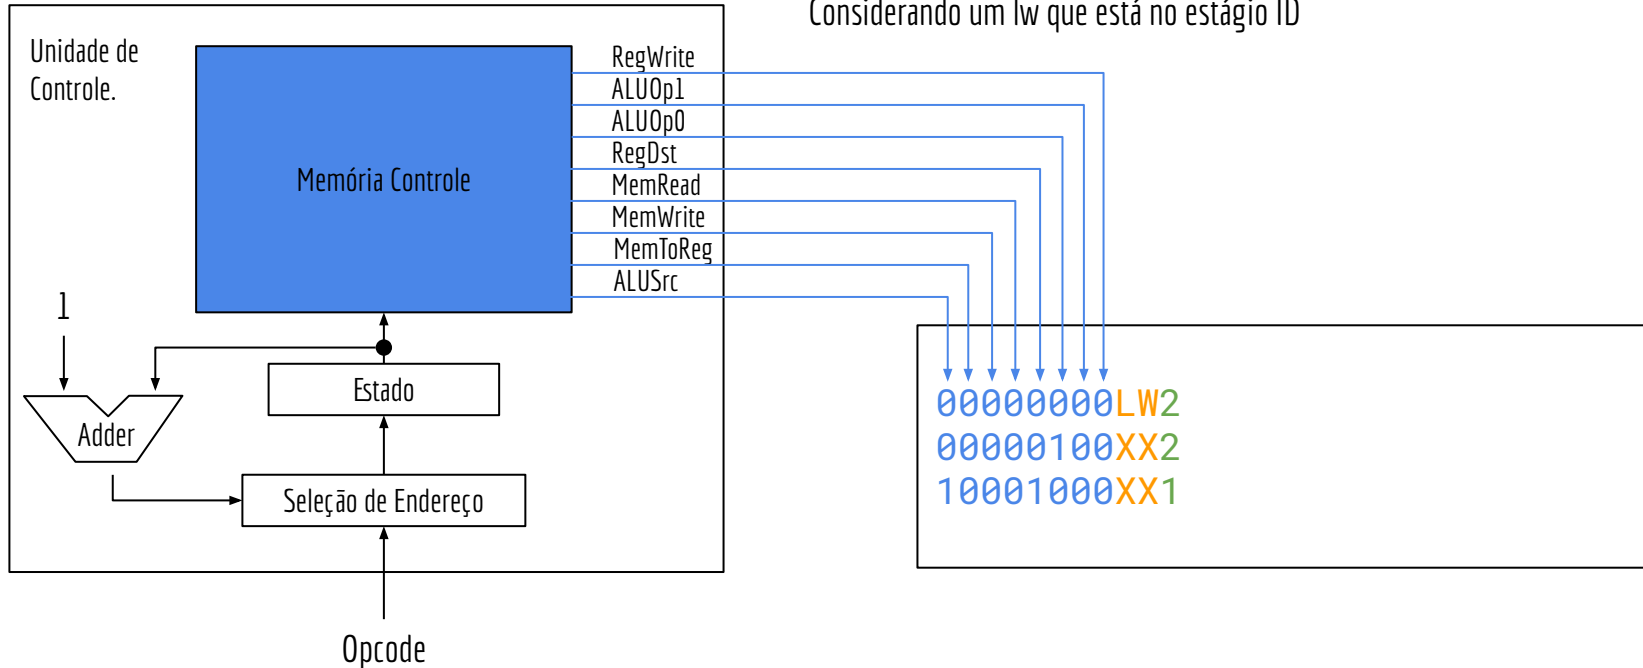 Considerando um lw que está no estágio ID
Unidade de
Controle.
Memória Controle
RegWrite
ALUOp1
ALUOp0
RegDst
MemRead
MemWrite
MemToReg
ALUSrc
1
Estado
Adder
Seleção de Endereço
Opcode
00000000LW2
00000100XX2
10001000XX1